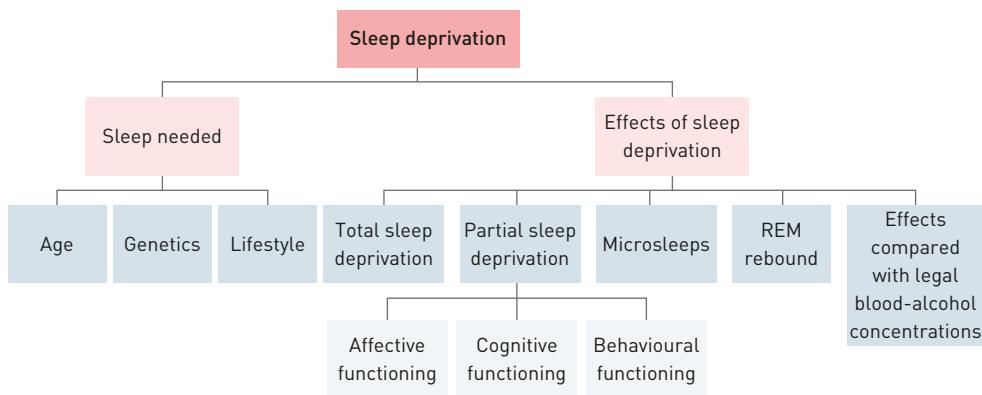 Sleep deprivation
Sleep needed
Effects of sleep
deprivation
Age
Genetics
Lifestyle
Total sleep
deprivation
Partial sleep
deprivation
Microsleeps
REM
rebound
Effects
compared
with legal
blood-alcohol
concentrations
Affective
functioning
Cognitive
functioning
Behavioural
functioning